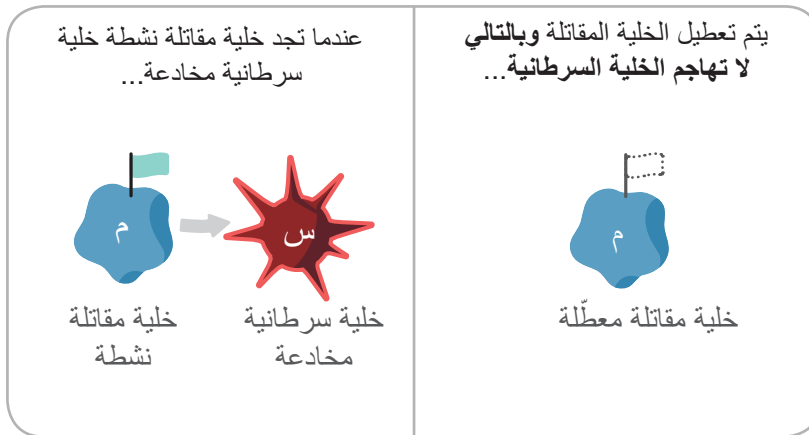 عندما تجد خلية مقاتلة نشطة خلية
سرطانية مخادعة...
م
س
خلية مقاتلة
نشطة
خلية سرطانية
مخادعة
يتم تعطيل الخلية المقاتلة وبالتالي
لا تهاجم الخلية السرطانية...
م
خلية مقاتلة معطّلة